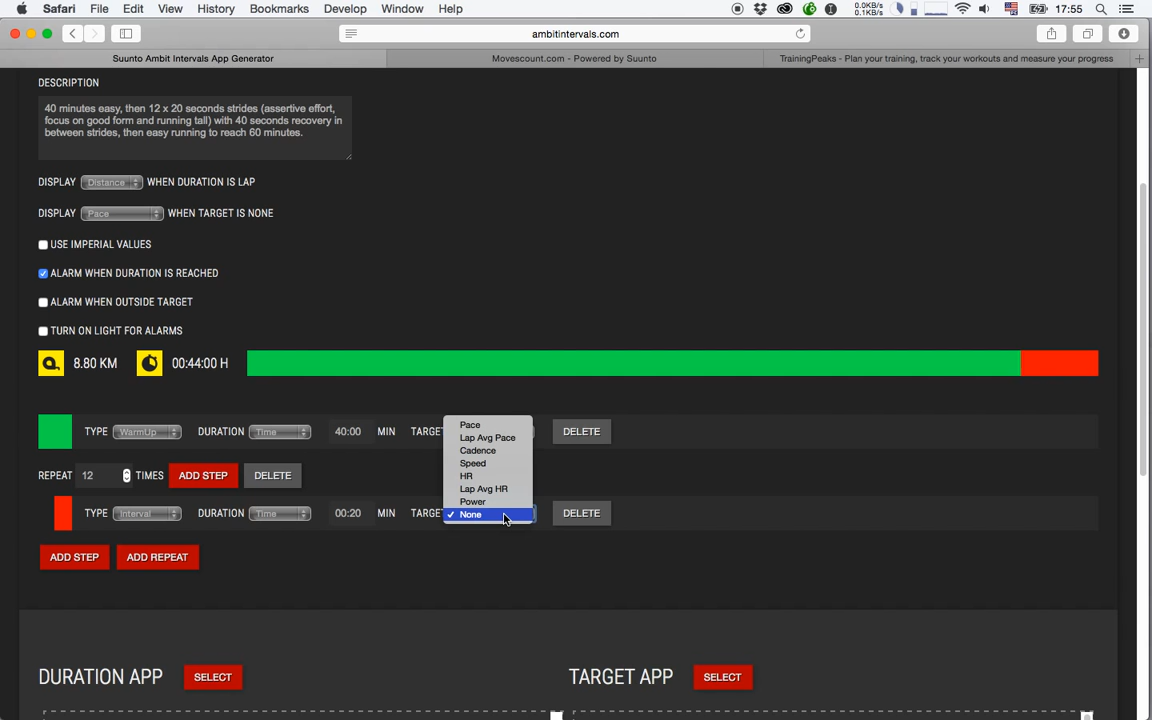 Safari File Edit View History Bookmarks Develop Window Help
0.0KB/s
0.1KB/s
17:55
ambitintervals.com
Suunto Ambit Intervals App Generator
Movescount.com - Powered by Suunto
TrainingPeaks - Plan your training, track your workouts and measure your progress
DESCRIPTION
40 minutes easy, then 12 x 20 seconds strides (assertive effort,
focus on good form and running tall) with 40 seconds recovery in
between strides, then easy running to reach 60 minutes.
DISPLAY Distance WHEN DURATION IS LAP
DISPLAY Pace WHEN TARGET IS NONE
USE IMPERIAL VALUES
ALARM WHEN DURATION IS REACHED
ALARM WHEN OUTSIDE TARGET
TURN ON LIGHT FOR ALARMS
8.80 KM 00:44:00 H
Pace
Lap Avg Pace
Cadence
Speed
HR
Lap Avg HR
Power
None
TYPE WarmUp DURATION Time 40:00 MIN TARGET DELETE
REPEAT 12 TIMES ADD STEP DELETE
TYPE Interval DURATION Time 00:20 MIN TARGET DELETE
ADD STEP ADD REPEAT
DURATION APP SELECT
TARGET APP SELECT